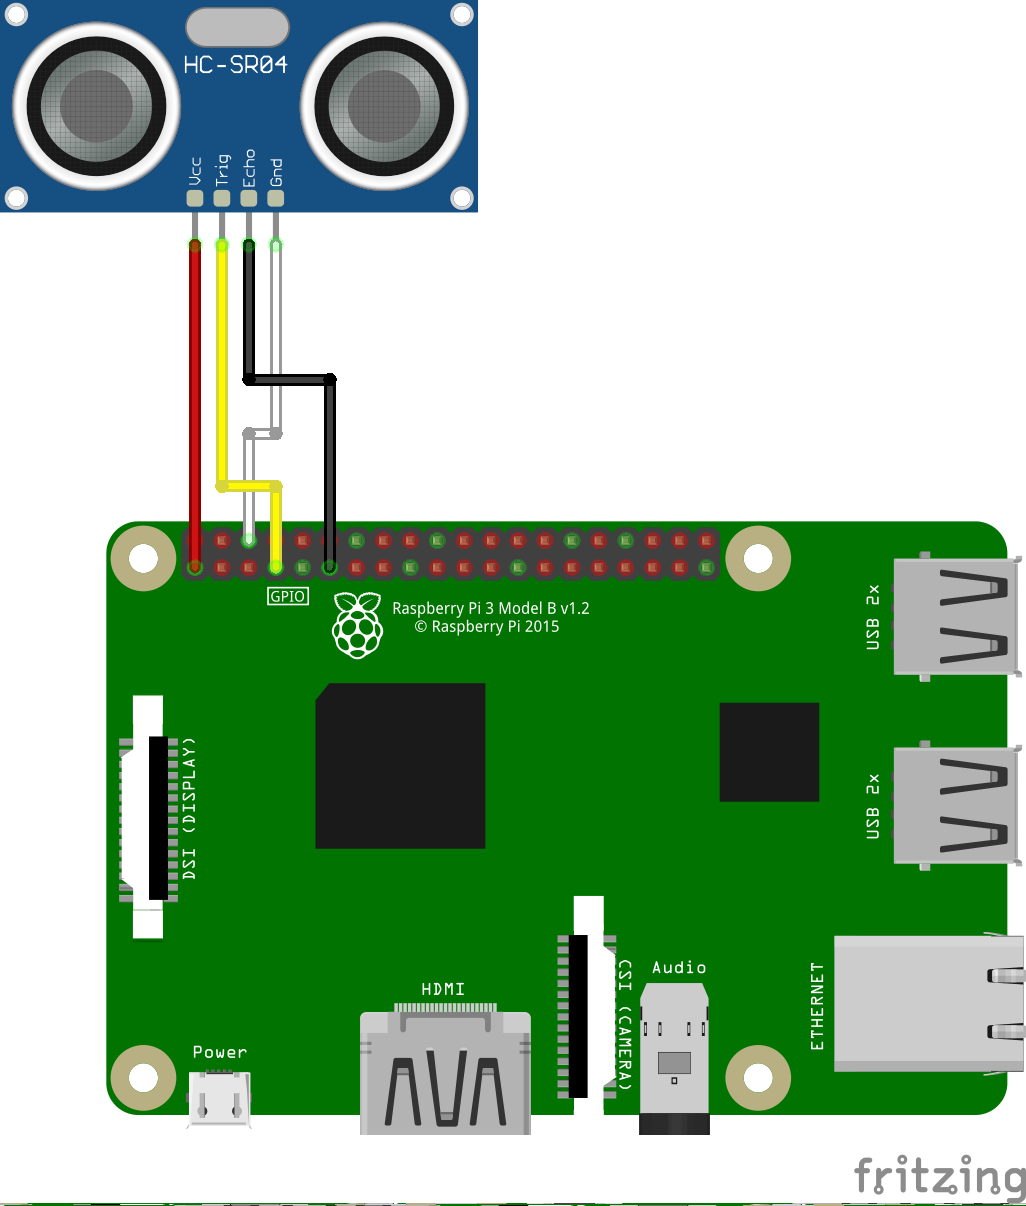 HC-SR04
Vcc
Trig
Echo
Gnd
GPIO
Raspberry Pi 3 Model B v1.2
© Raspberry Pi 2015
USB 2x
DSI (DISPLAY)
USB 2x
CSI (CAMERA)
Audio
ETHERNET
HDMI
Power
fritzing